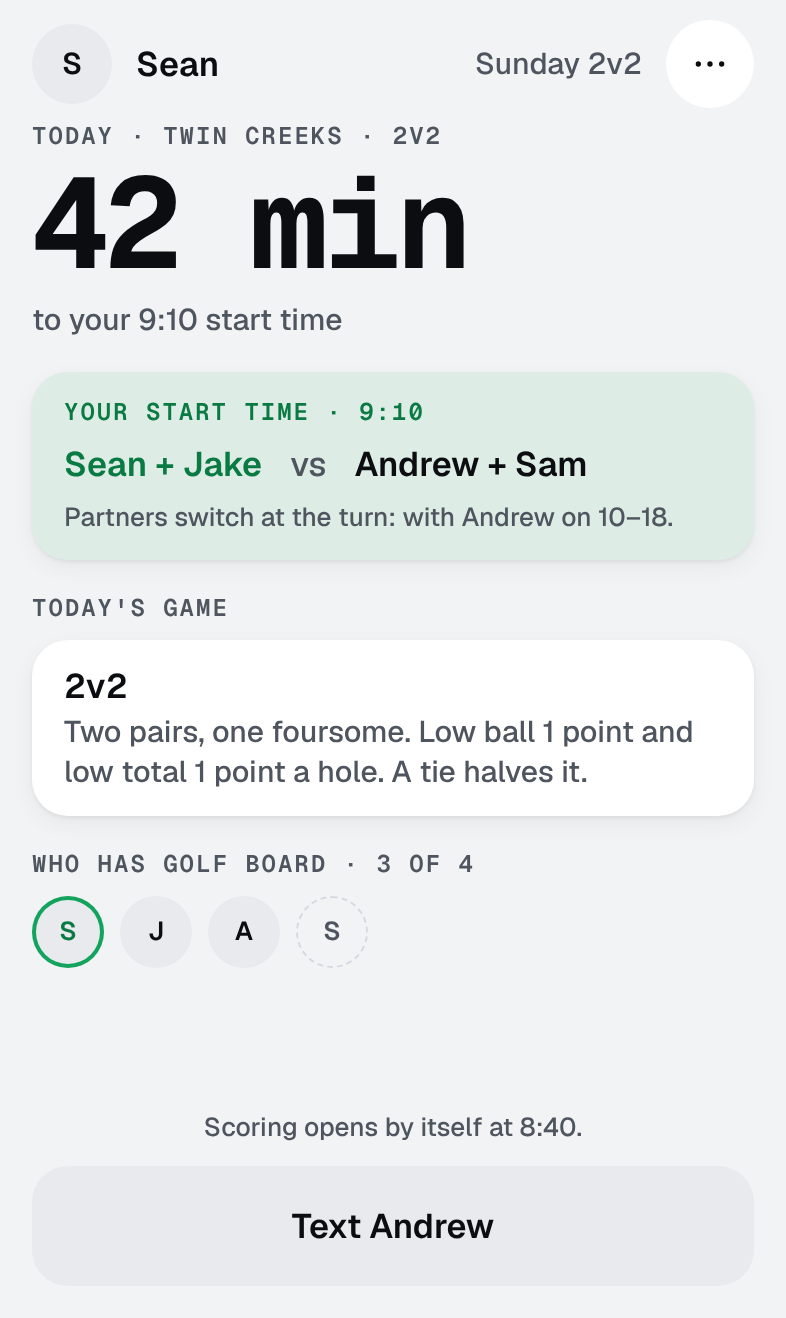 S Sean Sunday 2v2 ···
TODAY · TWIN CREEKS · 2V2
42 min
to your 9:10 start time
YOUR START TIME · 9:10
Sean + Jake vs Andrew + Sam
Partners switch at the turn: with Andrew on 10–18.
TODAY'S GAME
2v2
Two pairs, one foursome. Low ball 1 point and
low total 1 point a hole. A tie halves it.
WHO HAS GOLF BOARD · 3 OF 4
S J A S
Scoring opens by itself at 8:40.
Text Andrew